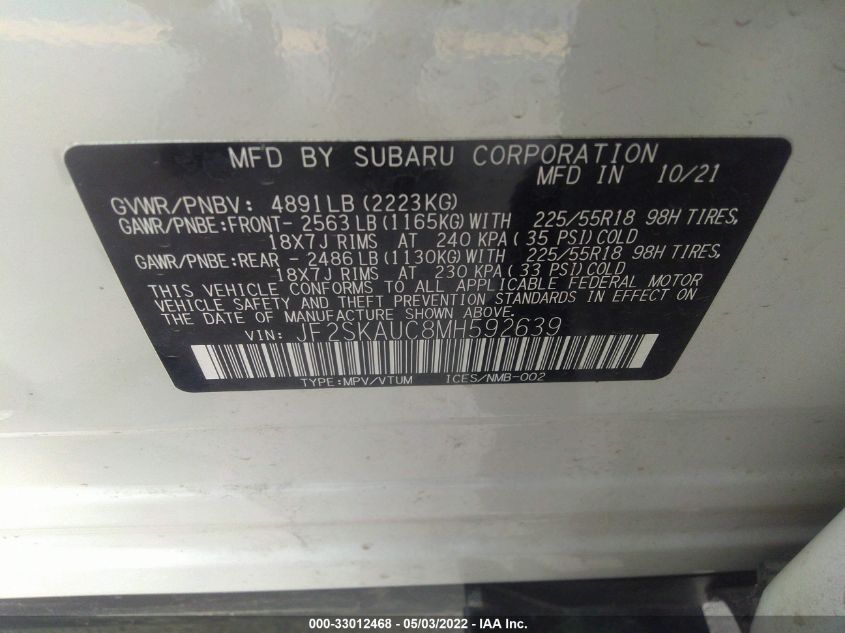 MFD BY SUBARU CORPORATION
MFD IN 10/21
GVWR/PNBV: 4891LB(2223KG)
GAWR/PNBE:FRONT- 2563LB(1165KG)WITH 225/55R18 98H TIRES,
18X7J RIMS AT 240 KPA( 35 PSI)COLD
GAWR/PNBE:REAR - 2486LB(1130KG)WITH 225/55R18 98H TIRES,
18X7J RIMS AT 230 KPA( 33 PSI)COLD
THIS VEHICLE CONFORMS TO ALL APPLICABLE FEDERAL MOTOR
VEHICLE SAFETY AND THEFT PREVENTION STANDARDS IN EFFECT ON
THE DATE OF MANUFACTURE SHOWN ABOVE.
VIN: JF2SKAUC8MH592639
TYPE:MPV/VTUM ICES/NMB-002
000-33012468 - 05/03/2022 - IAA Inc.